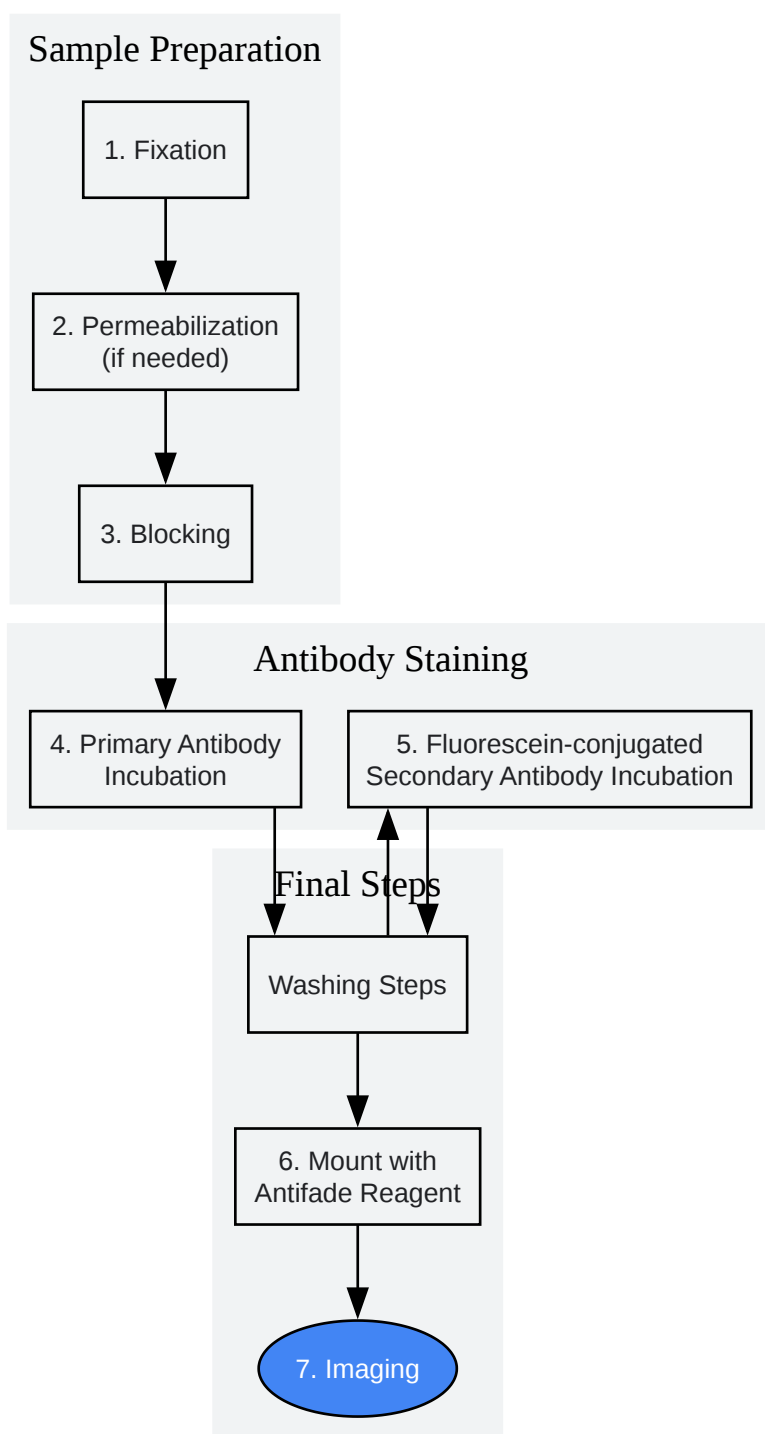 Sample Preparation
1. Fixation
2. Permeabilization
(if needed)
3. Blocking
Antibody Staining
4. Primary Antibody
Incubation
5. Fluorescein-conjugated
Secondary Antibody Incubation
Final Steps
Washing Steps
6. Mount with
Antifade Reagent
7. Imaging